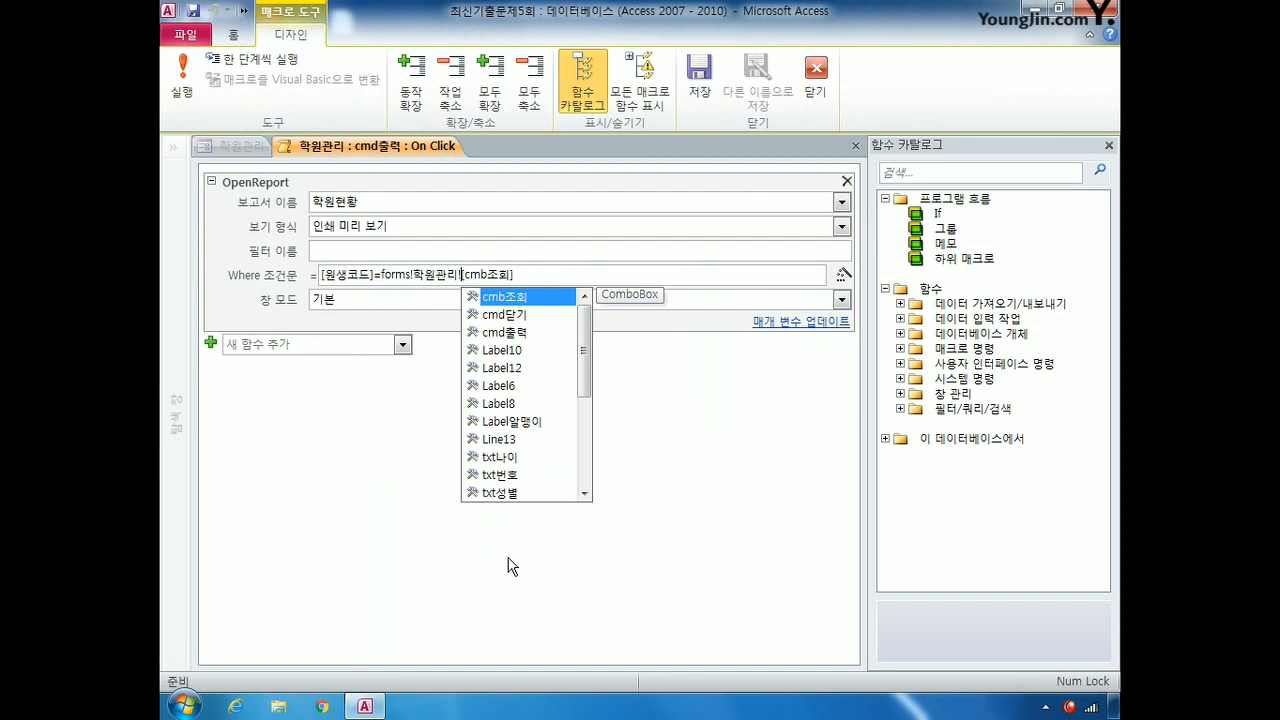 매크로 도구
최신기출문제5회 : 데이터베이스 (Access 2007 - 2010) - Microsoft Access
YoungJin.com Y.
파일
홈
디자인
실행
한 단계씩 실행
매크로를 Visual Basic으로 변환
도구
동작 확장
작업 축소
모두 확장
모두 축소
확장/축소
함수 카탈로그
모든 매크로 함수 표시
표시/숨기기
저장
다른 이름으로 저장
닫기
닫기
학원관리
학원관리 : cmd출력 : On Click
탐색 창
OpenReport
보고서 이름 학원현황
보기 형식 인쇄 미리 보기
필터 이름
Where 조건문 = [원생코드]=forms!학원관리![cmb조회]
창 모드 기본
매개 변수 업데이트
새 함수 추가
cmb조회
ComboBox
cmd닫기
cmd출력
Label10
Label12
Label6
Label8
Label알맹이
Line13
txt나이
txt번호
txt성별
함수 카탈로그
검색...
프로그램 흐름
If
그룹
메모
하위 매크로
함수
데이터 가져오기/내보내기
데이터 입력 작업
데이터베이스 개체
매크로 명령
사용자 인터페이스 명령
시스템 명령
창 관리
필터/쿼리/검색
이 데이터베이스에서
준비
Num Lock